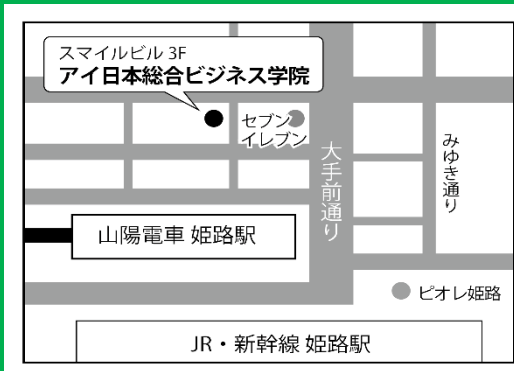 スマイルビル 3F
アイ日本総合ビジネス学院
セブン
イレブン
大手前通り
みゆき通り
山陽電車 姫路駅
ピオレ姫路
JR・新幹線 姫路駅